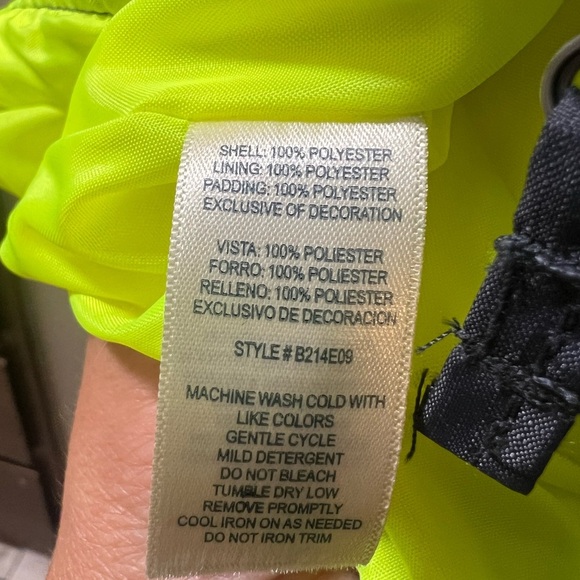 SHELL: 100% POLYESTER
LINING: 100% POLYESTER
PADDING: 100% POLYESTER
EXCLUSIVE OF DECORATION
VISTA: 100% POLIESTER
FORRO: 100% POLIESTER
RELLENO: 100% POLIESTER
EXCLUSIVO DE DECORACION
STYLE # B214E09
MACHINE WASH COLD WITH
LIKE COLORS
GENTLE CYCLE
MILD DETERGENT
DO NOT BLEACH
TUMBLE DRY LOW
REMOVE PROMPTLY
COOL IRON ON AS NEEDED
DO NOT IRON TRIM